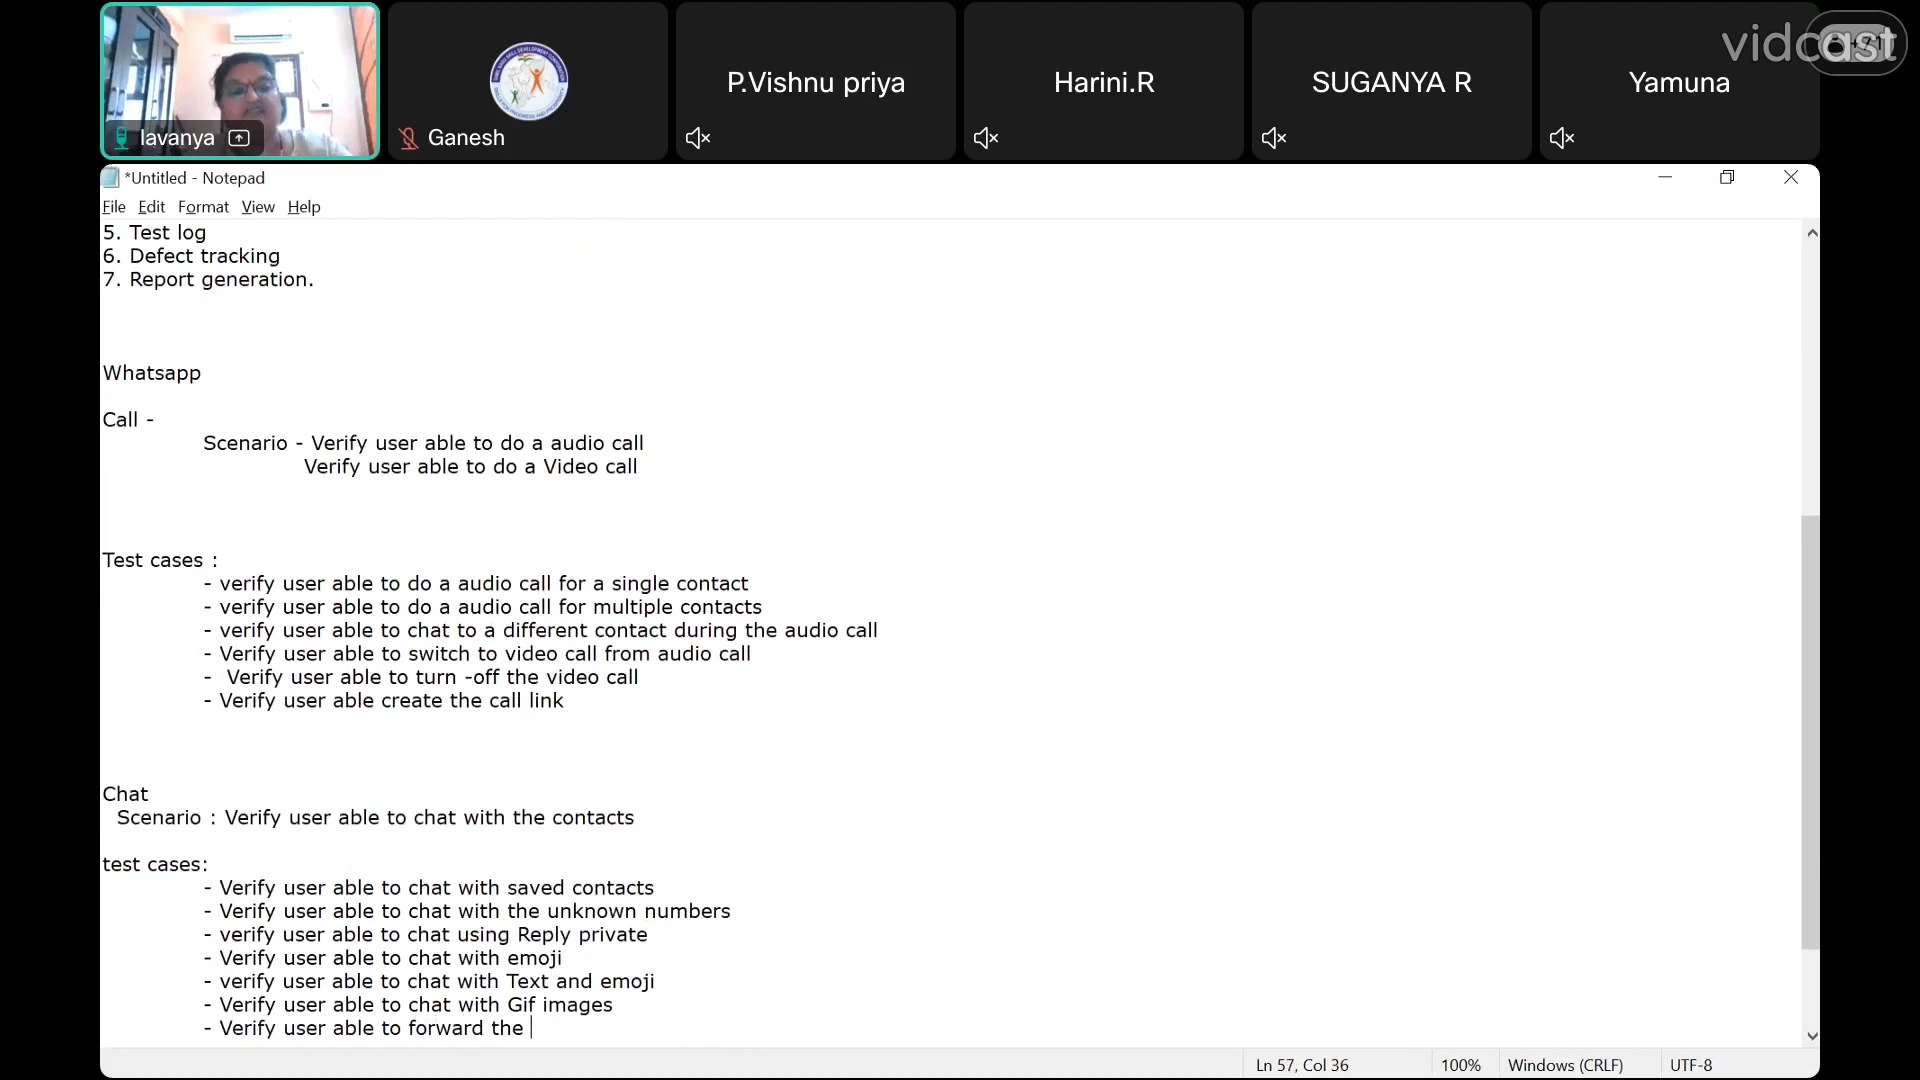 lavanya
Ganesh
P.Vishnu priya
Harini.R
SUGANYA R
Yamuna
vidcast
*Untitled - Notepad
File Edit Format View Help
5. Test log
6. Defect tracking
7. Report generation.
Whatsapp
Call -
Scenario - Verify user able to do a audio call
Verify user able to do a Video call
Test cases :
- verify user able to do a audio call for a single contact
- verify user able to do a audio call for multiple contacts
- verify user able to chat to a different contact during the audio call
- Verify user able to switch to video call from audio call
- Verify user able to turn -off the video call
- Verify user able create the call link
Chat
Scenario : Verify user able to chat with the contacts
test cases:
- Verify user able to chat with saved contacts
- Verify user able to chat with the unknown numbers
- verify user able to chat using Reply private
- Verify user able to chat with emoji
- verify user able to chat with Text and emoji
- Verify user able to chat with Gif images
- Verify user able to forward the
Ln 57, Col 36 100% Windows (CRLF) UTF-8